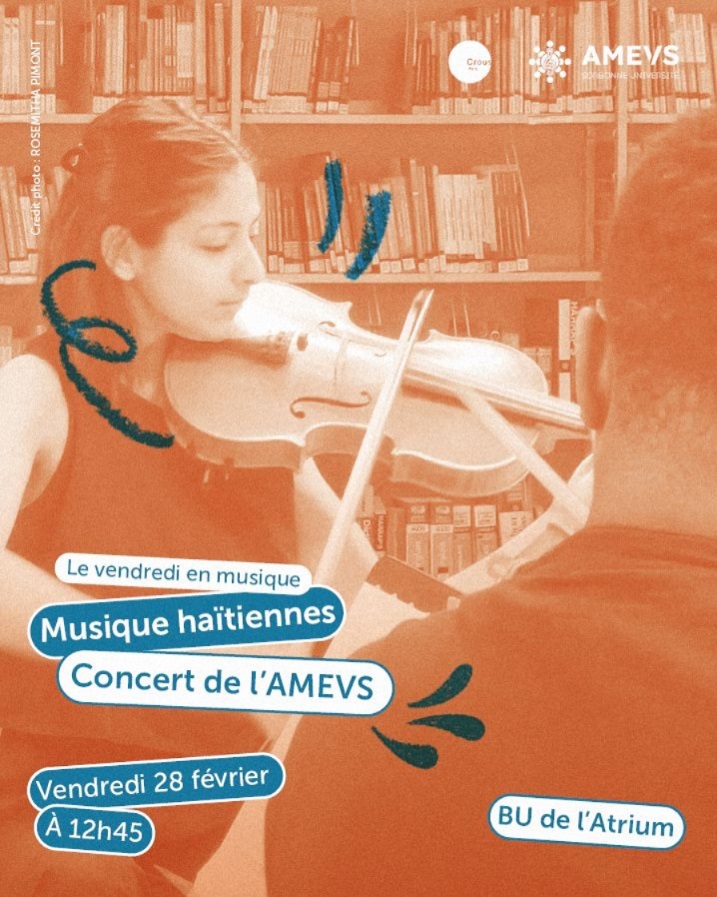 Crédit photo : ROSEMITHA PIMONT
Crous
AMEVS
SORBONNE UNIVERSITÉ
Le vendredi en musique
Musique haïtiennes
Concert de l'AMEVS
Vendredi 28 février
À 12h45
BU de l'Atrium